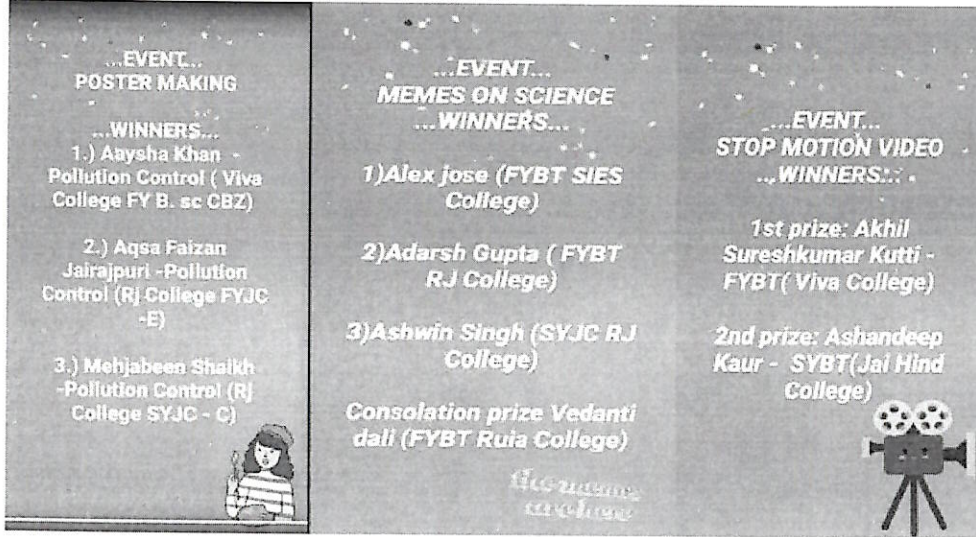 ...EVENT...
POSTER MAKING
...WINNERS...
1.) Aaysha Khan -
Pollution Control ( Viva
College FY B. sc CBZ)
2.) Aqsa Faizan
Jairajpuri -Pollution
Control (Rj College FYJC
-E)
3.) Mehjabeen Shaikh
-Pollution Control (Rj
College SYJC - C)
...EVENT...
MEMES ON SCIENCE
...WINNERS...
1)Alex jose (FYBT SIES
College)
2)Adarsh Gupta ( FYBT
RJ College)
3)Ashwin Singh (SYJC RJ
College)
Consolation prize Vedanti
dali (FYBT Ruia College)
the meme
are here
...EVENT...
STOP MOTION VIDEO
...WINNERS...
1st prize: Akhil
Sureshkumar Kutti -
FYBT( Viva College)
2nd prize: Ashandeep
Kaur - SYBT(Jai Hind
College)